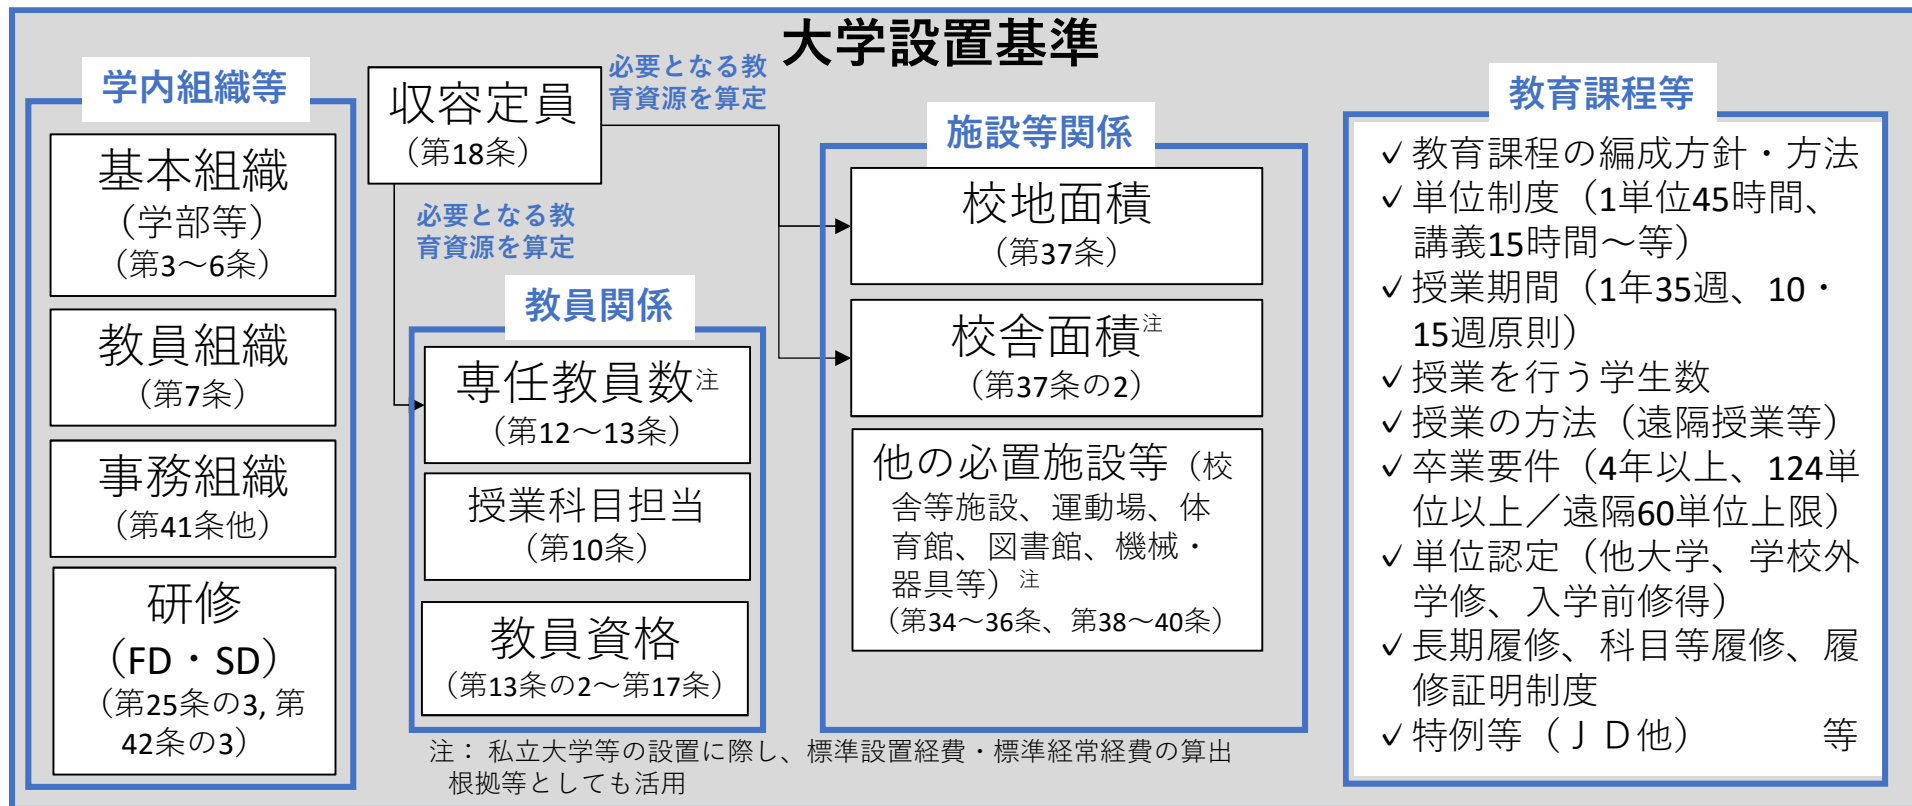 大学設置基準
学内組織等
基本組織
（学部等）
（第3～6条）
教員組織
（第7条）
事務組織
（第41条他）
研修
（FD・SD）
（第25条の3, 第
42条の3）
収容定員
（第18条）
必要となる教
育資源を算定
必要となる教
育資源を算定
教員関係
専任教員数注
（第12～13条）
授業科目担当
（第10条）
教員資格
（第13条の2～第17条）
施設等関係
校地面積
（第37条）
校舎面積注
（第37条の2）
他の必置施設等（校
舎等施設、運動場、体
育館、図書館、機械・
器具等）注
（第34～36条、第38～40条）
注： 私立大学等の設置に際し、標準設置経費・標準経常経費の算出
根拠等としても活用
教育課程等
✓教育課程の編成方針・方法
✓単位制度（1単位45時間、
講義15時間～等）
✓授業期間（1年35週、10・
15週原則）
✓授業を行う学生数
✓授業の方法（遠隔授業等）
✓卒業要件（4年以上、124単
位以上／遠隔60単位上限）
✓単位認定（他大学、学校外
学修、入学前修得）
✓長期履修、科目等履修、履
修証明制度
✓特例等（ＪＤ他）　　　等